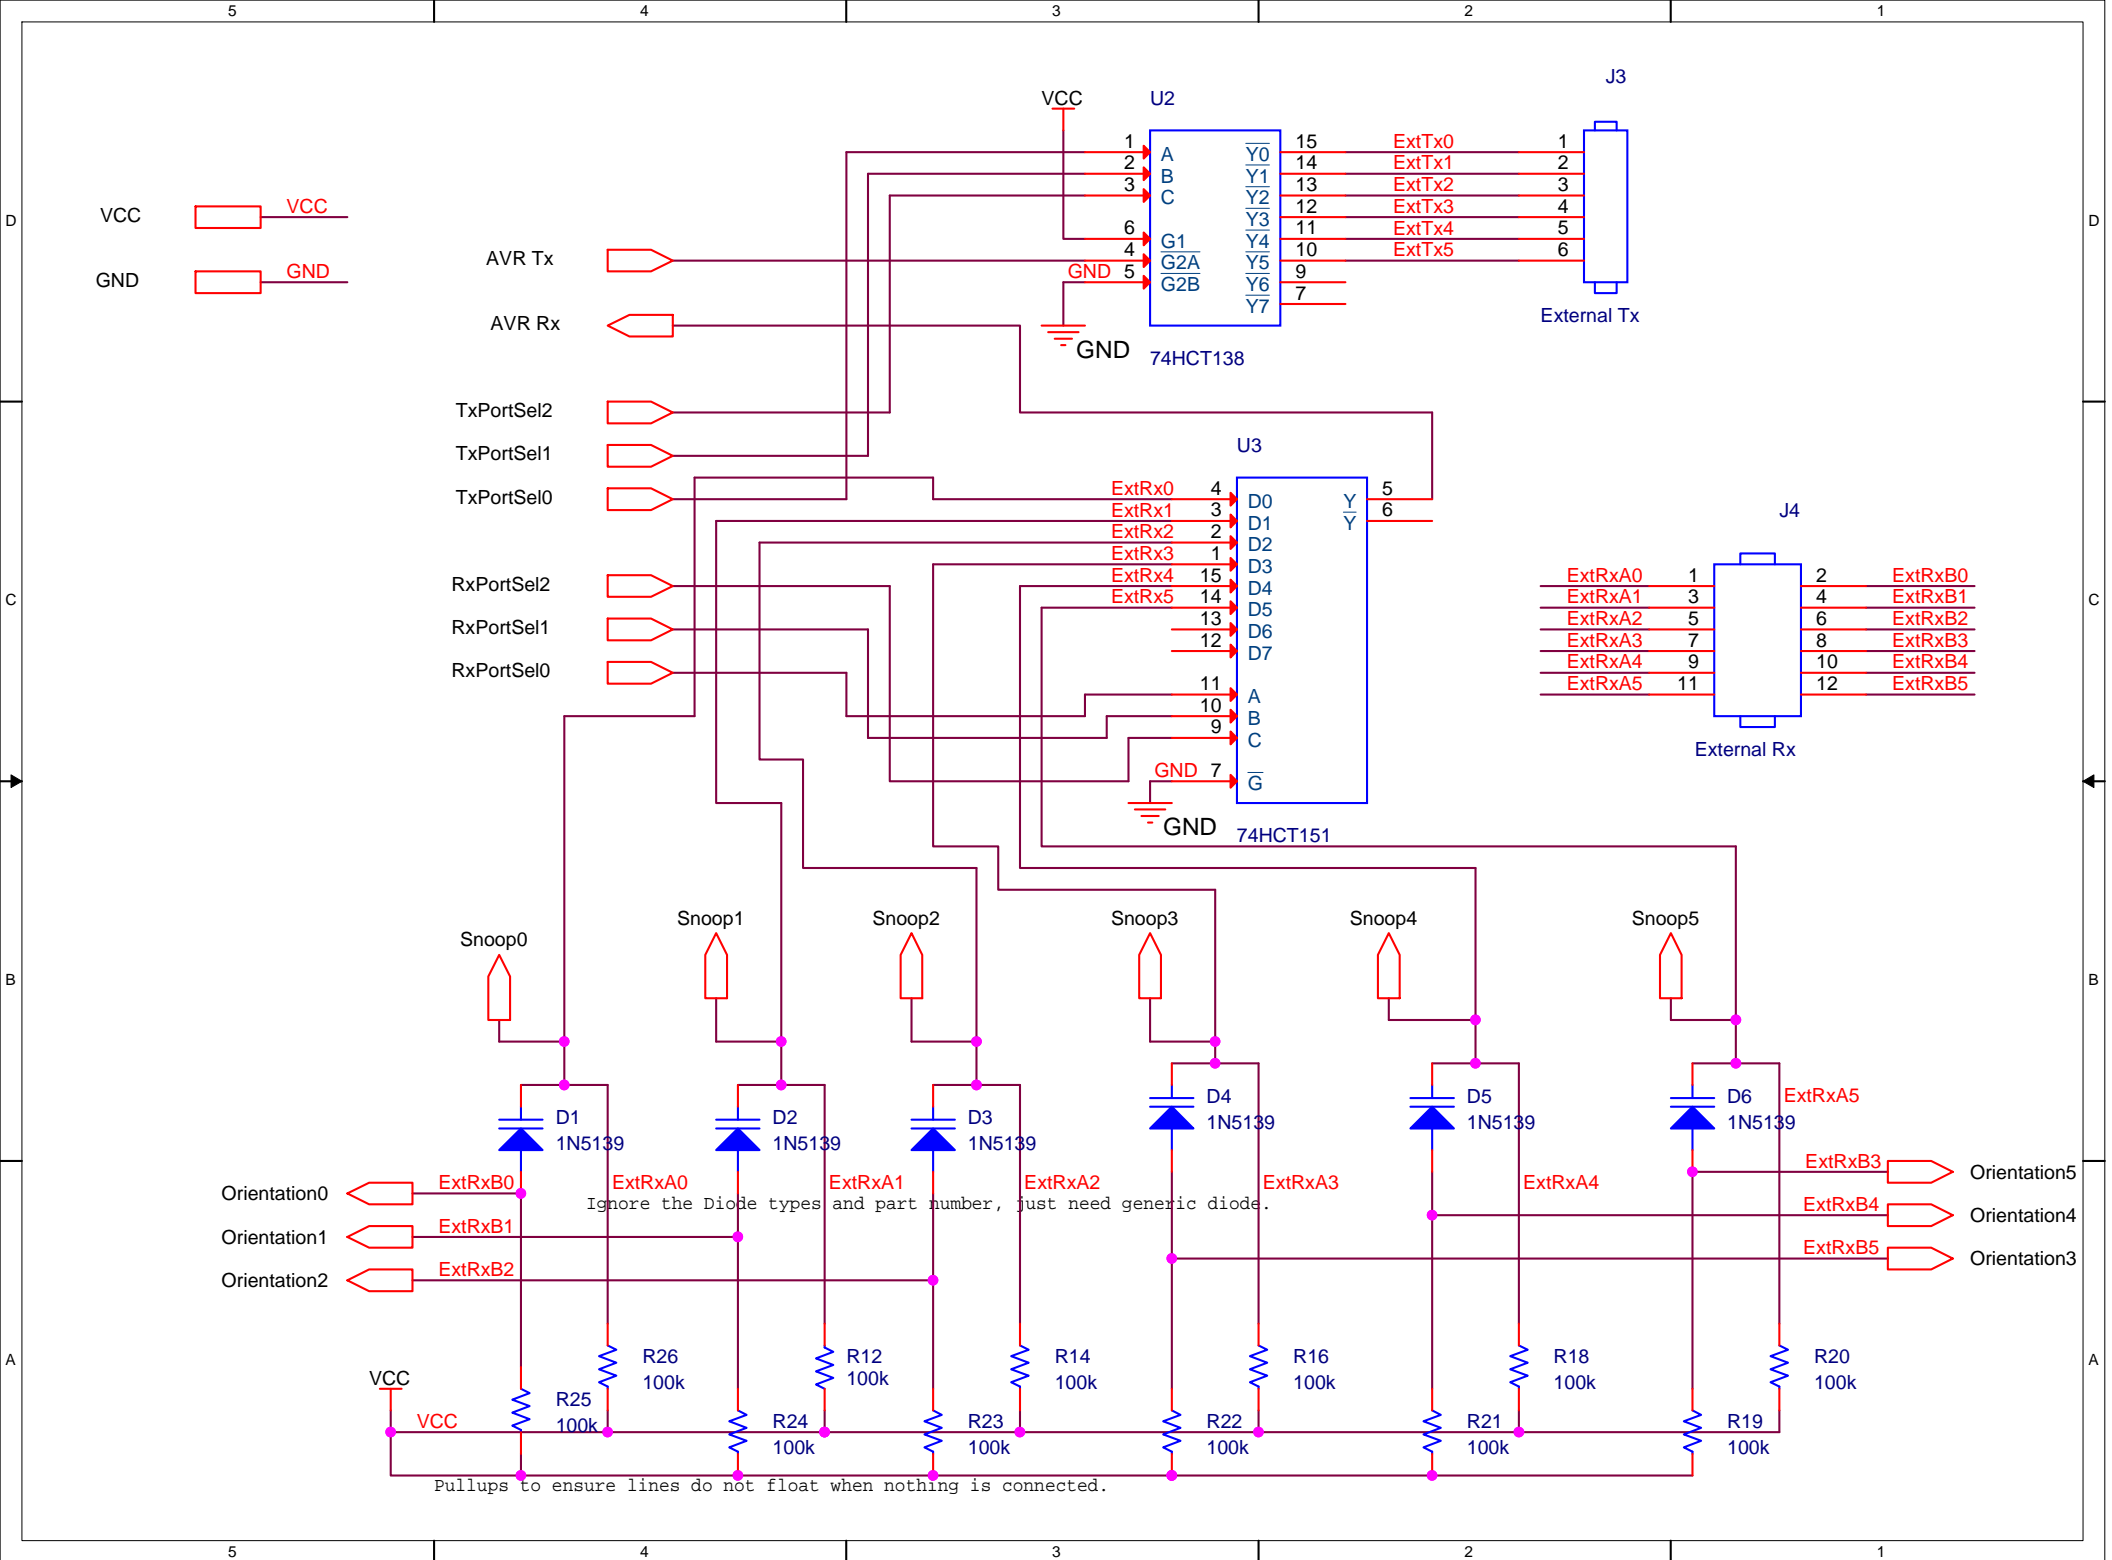 5 4 3 2 1
D
C
B
A
D
C
B
A
VCC VCC
GND GND
AVR Tx
AVR Rx
TxPortSel2
TxPortSel1
TxPortSel0
RxPortSel2
RxPortSel1
RxPortSel0
VCC
U2
1 A Y0 15 ExtTx0 1
2 B Y1 14 ExtTx1 2
3 C Y2 13 ExtTx2 3
Y3 12 ExtTx3 4
6 G1 Y4 11 ExtTx4 5
4 G2A Y5 10 ExtTx5 6
GND 5 G2B Y6 9
Y7 7
GND
74HCT138
J3
External Tx
U3
ExtRx0 4 D0 Y 5
ExtRx1 3 D1 Y 6
ExtRx2 2 D2
ExtRx3 1 D3
ExtRx4 15 D4
ExtRx5 14 D5
13 D6
12 D7
11 A
10 B
9 C
GND 7 G
GND
74HCT151
J4
ExtRxA0 1 2 ExtRxB0
ExtRxA1 3 4 ExtRxB1
ExtRxA2 5 6 ExtRxB2
ExtRxA3 7 8 ExtRxB3
ExtRxA4 9 10 ExtRxB4
ExtRxA5 11 12 ExtRxB5
External Rx
Snoop0
Snoop1
Snoop2
Snoop3
Snoop4
Snoop5
D1
1N5139
D2
1N5139
D3
1N5139
D4
1N5139
D5
1N5139
D6
1N5139
ExtRxA5
Orientation0 ExtRxB0
Orientation1 ExtRxB1
Orientation2 ExtRxB2
ExtRxA0
ExtRxA1
ExtRxA2
ExtRxA3
ExtRxA4
Ignore the Diode types and part number, just need generic diode.
ExtRxB3 Orientation5
ExtRxB4 Orientation4
ExtRxB5 Orientation3
R26
100k
R12
100k
R14
100k
R16
100k
R18
100k
R20
100k
VCC
VCC
R25
100k
R24
100k
R23
100k
R22
100k
R21
100k
R19
100k
Pullups to ensure lines do not float when nothing is connected.
5 4 3 2 1